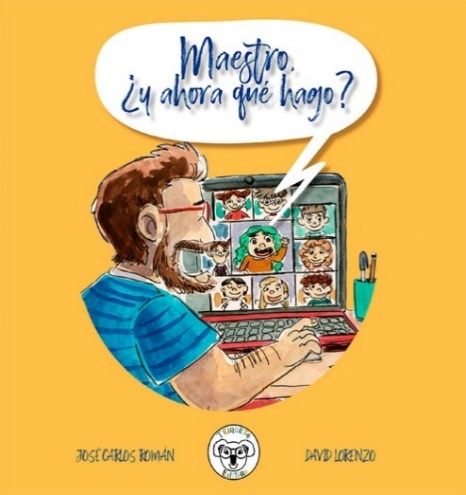 Maestro,
¿y ahora qué hago?
JOSÉ CARLOS ROMÁN
DAVID LORENZO